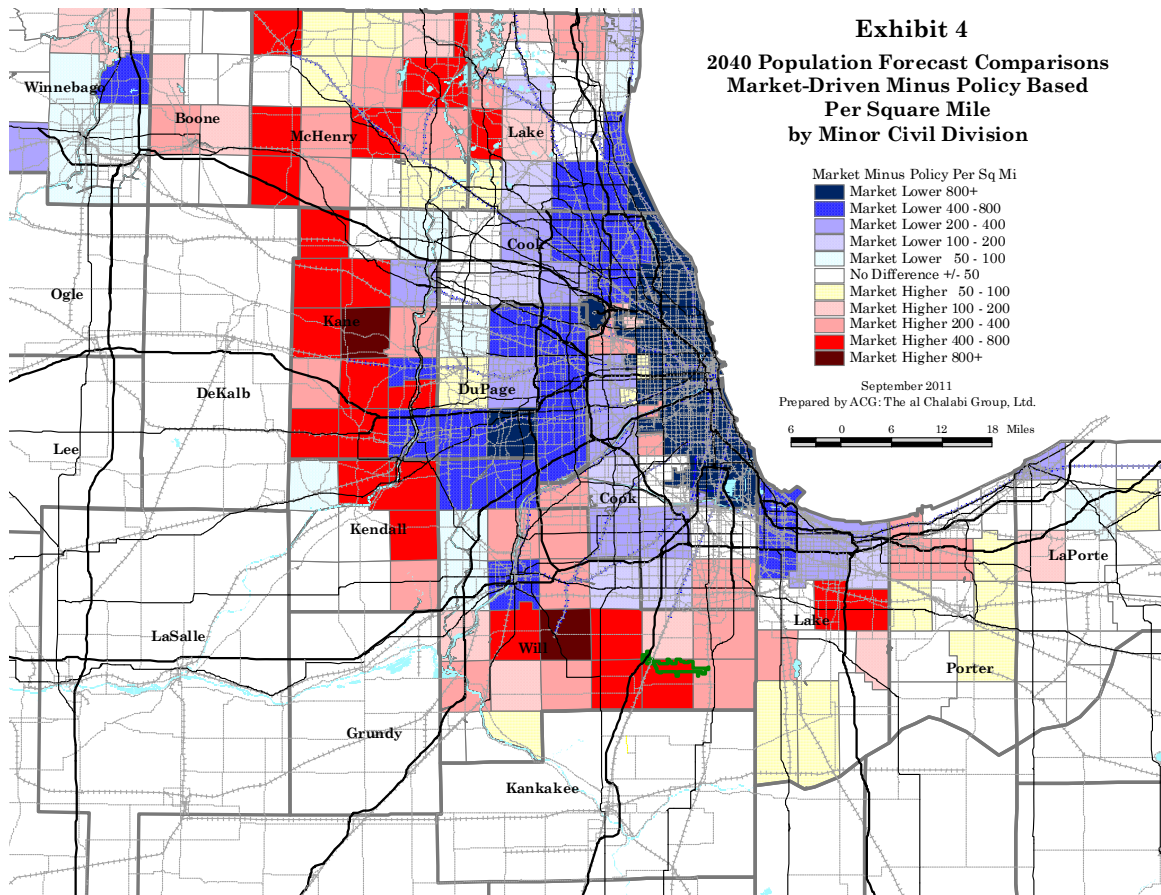 Exhibit 4
2040 Population Forecast Comparisons
Market-Driven Minus Policy Based
Per Square Mile
by Minor Civil Division
Market Minus Policy Per Sq Mi
Market Lower 800+
Market Lower 400 -800
Market Lower 200 - 400
Market Lower 100 - 200
Market Lower 50 - 100
No Difference +/- 50
Market Higher 50 - 100
Market Higher 100 - 200
Market Higher 200 - 400
Market Higher 400 - 800
Market Higher 800+
September 2011
Prepared by ACG: The al Chalabi Group, Ltd.
6 0 6 12 18 Miles
Winnebago
Boone
McHenry
Lake
Cook
Ogle
Kane
DeKalb
DuPage
Lee
Cook
Kendall
LaPorte
LaSalle
Will
Lake
Porter
Grundy
Kankakee